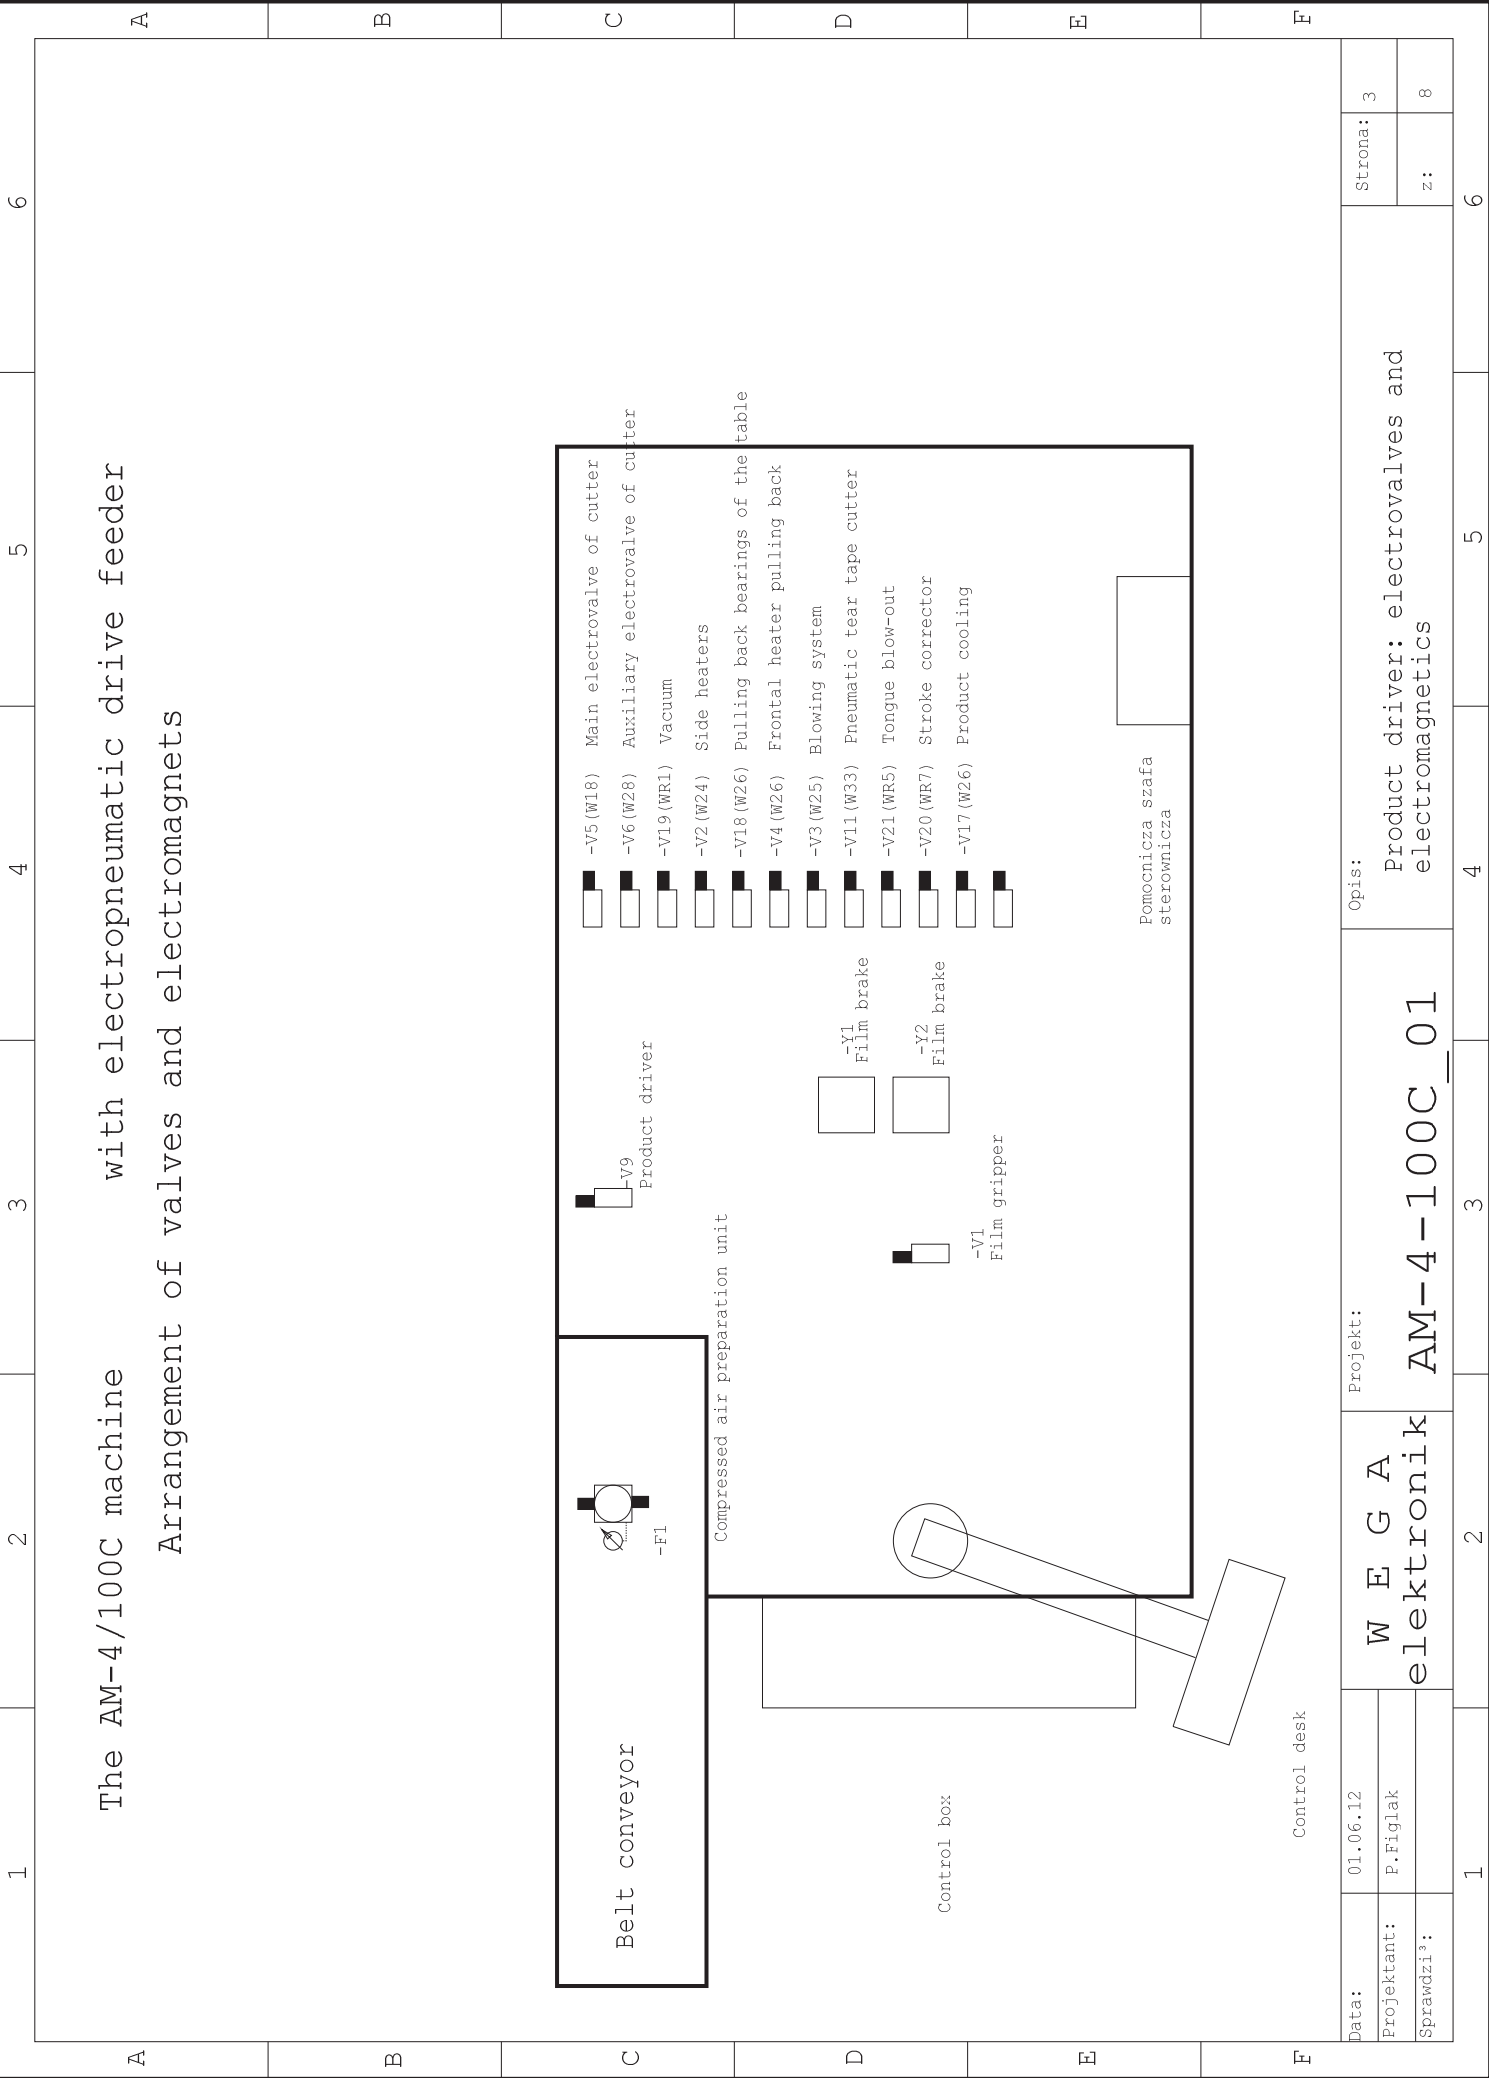 1 2 3 4 5 6
A
B
C
D
E
F
The AM-4/100C machine with electropneumatic drive feeder
Arrangement of valves and electromagnets
Belt conveyor
-F1
Compressed air preparation unit
-V9
Product driver
-V5(W18) Main electrovalve of cutter
-V6(W28) Auxiliary electrovalve of cutter
-V19(WR1) Vacuum
-V2(W24) Side heaters
-V18(W26) Pulling back bearings of the table
-V4(W26) Frontal heater pulling back
-V3(W25) Blowing system
-V11(W33) Pneumatic tear tape cutter
-V21(WR5) Tongue blow-out
-V20(WR7) Stroke corrector
-V17(W26) Product cooling
-Y1
Film brake
-Y2
Film brake
-V1
Film gripper
Control box
Control desk
Pomocnicza szafa
sterownicza
A
B
C
D
E
F
Data: 01.06.12
Projektant: P.Figlak
Sprawdzi³:
W E G A
elektronik
Projekt:
AM-4-100C_01
Opis:
Product driver: electrovalves and
electromagnetics
Strona: 3
z: 8
1 2 3 4 5 6